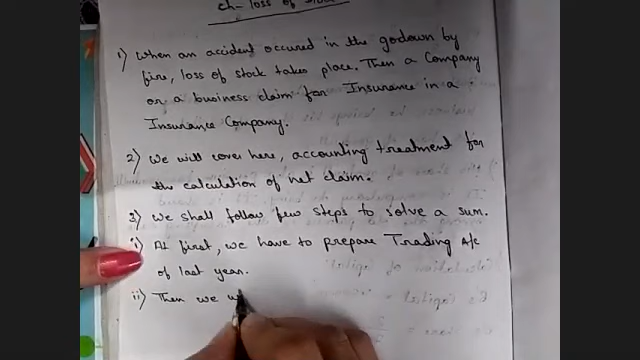 ch- loss of stock
1) When an accident occured in the godown by
fire, loss of stock takes place. Then a Company
or a business claim for Insurance in a
Insurance Company.
2) We will cover here, accounting treatment for
the calculation of net claim.
3) We shall follow few steps to solve a sum.
i) At first, we have to prepare Trading A/c
of last year.
ii) Then we